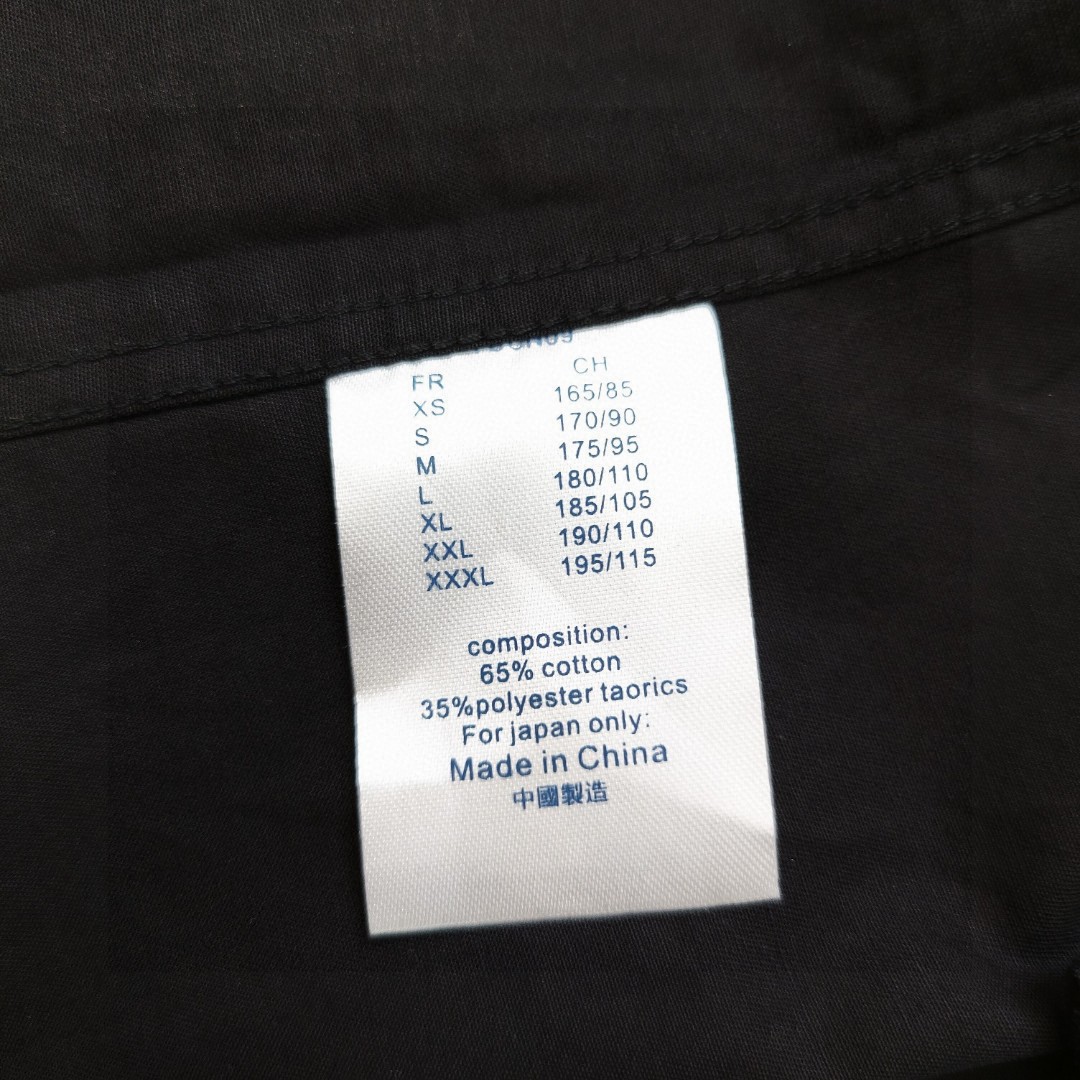 FR CH
XS 165/85
S 170/90
M 175/95
L 180/110
XL 185/105
XXL 190/110
XXXL 195/115
composition:
65% cotton
35%polyester taorics
For japan only:
Made in China
中國製造